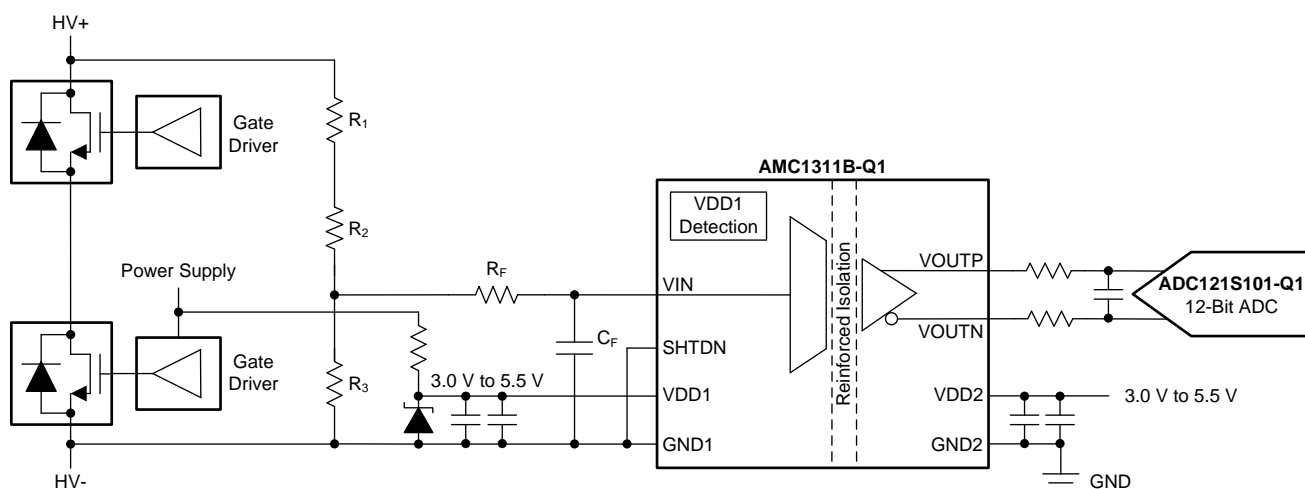 HV+
Gate
Driver
R₁
R₂
Power Supply
Gate
Driver
R₃
HV-
R_F
C_F
3.0 V to 5.5 V
AMC1311B-Q1
VDD1
Detection
Reinforced Isolation
VIN
SHTDN
VDD1
GND1
VOUTP
VOUTN
VDD2
GND2
ADC121S101-Q1
12-Bit ADC
3.0 V to 5.5 V
GND